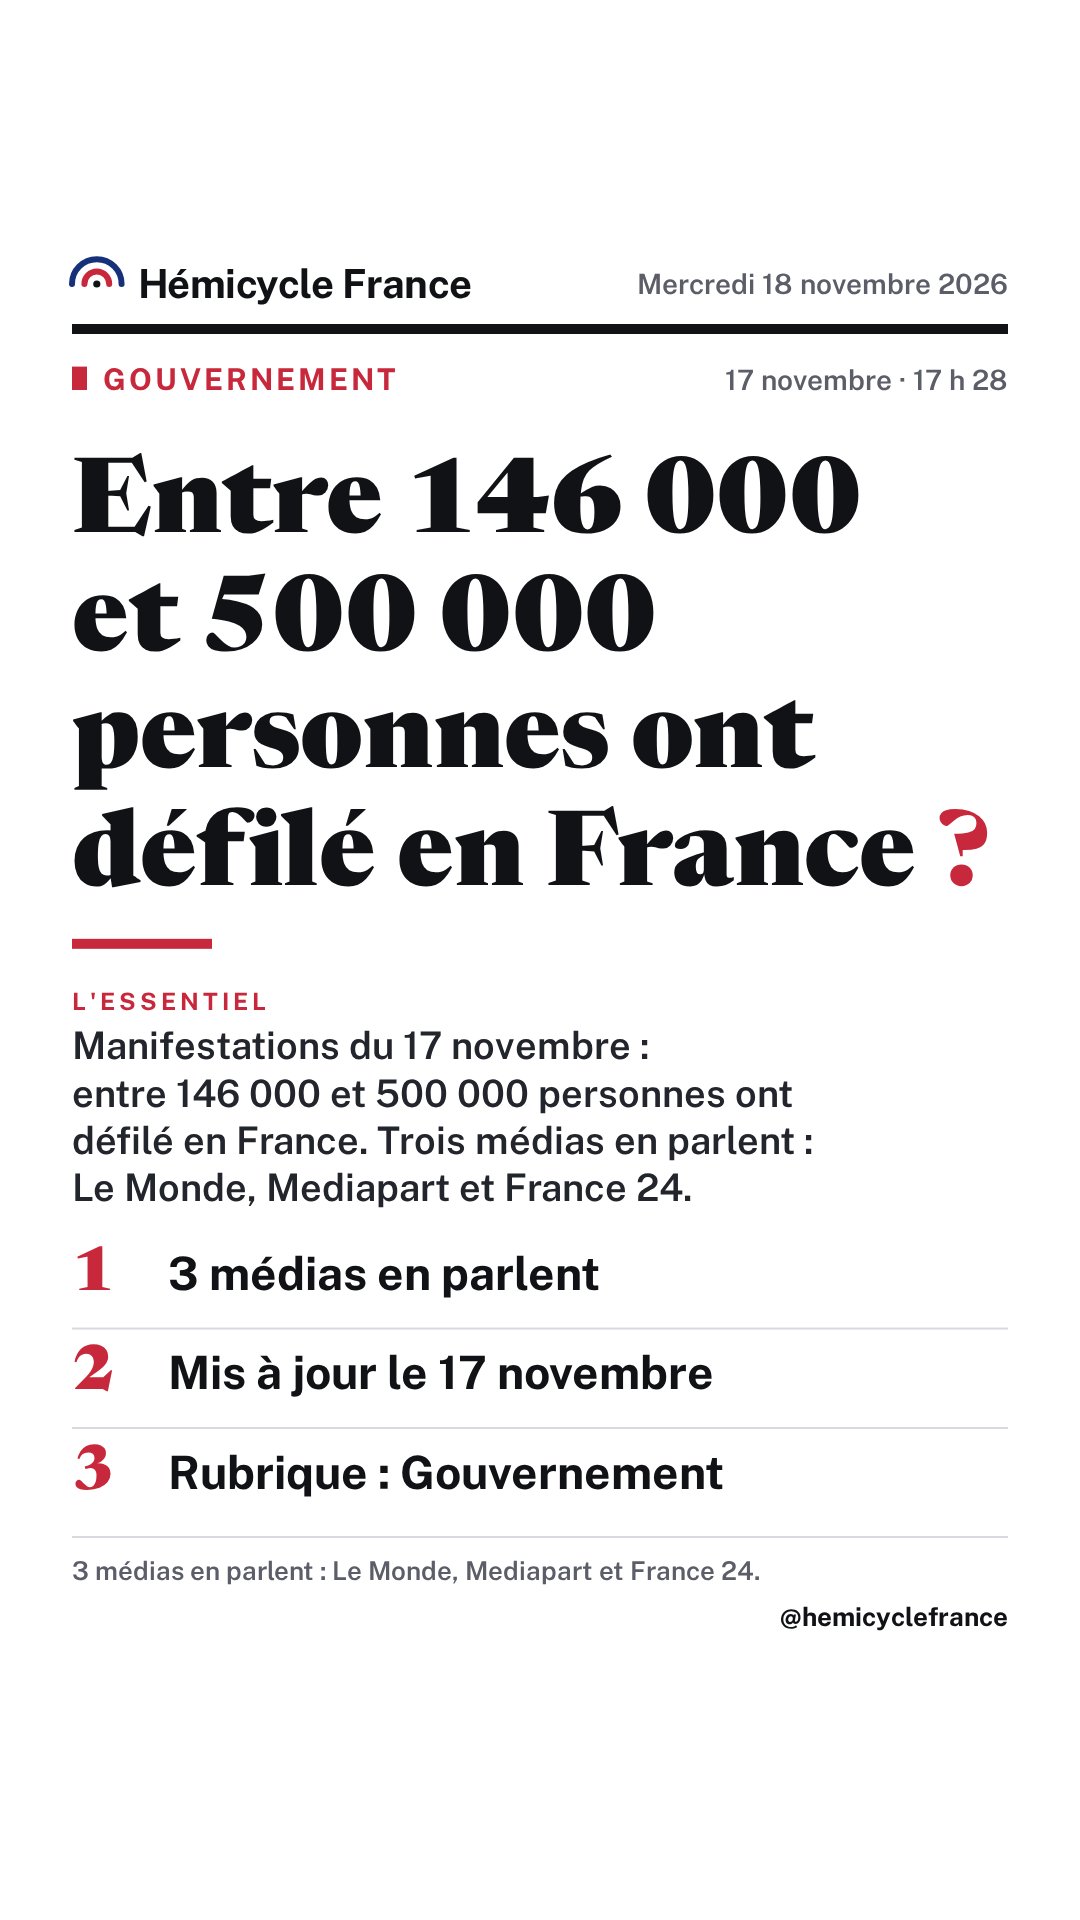 Hémicycle France
Mercredi 18 novembre 2026
GOUVERNEMENT
17 novembre · 17 h 28
Entre 146 000
et 500 000
personnes ont
défilé en France ?
L'ESSENTIEL
Manifestations du 17 novembre :
entre 146 000 et 500 000 personnes ont
défilé en France. Trois médias en parlent :
Le Monde, Mediapart et France 24.
1 3 médias en parlent
2 Mis à jour le 17 novembre
3 Rubrique : Gouvernement
3 médias en parlent : Le Monde, Mediapart et France 24.
@hemicyclefrance